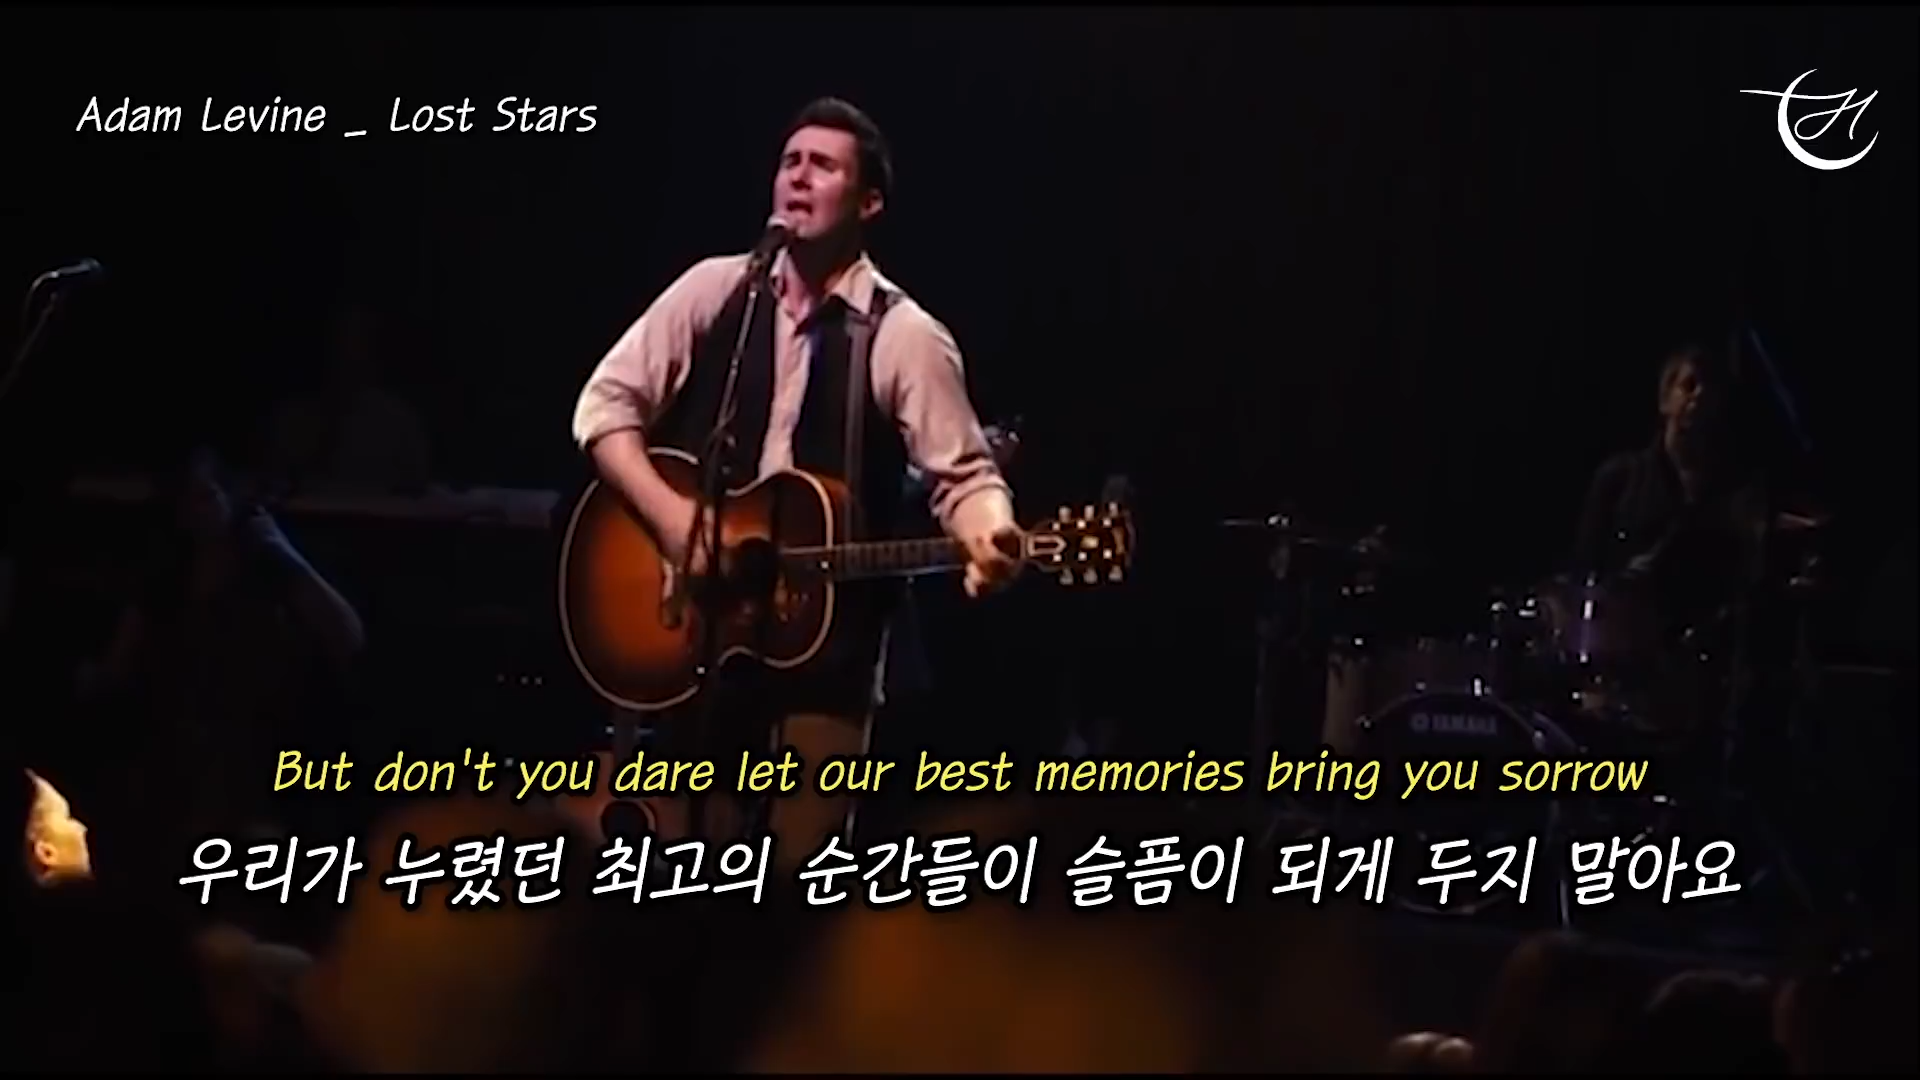 Adam Levine _ Lost Stars
YAMAHA
But don't you dare let our best memories bring you sorrow
우리가 누렸던 최고의 순간들이 슬픔이 되게 두지 말아요